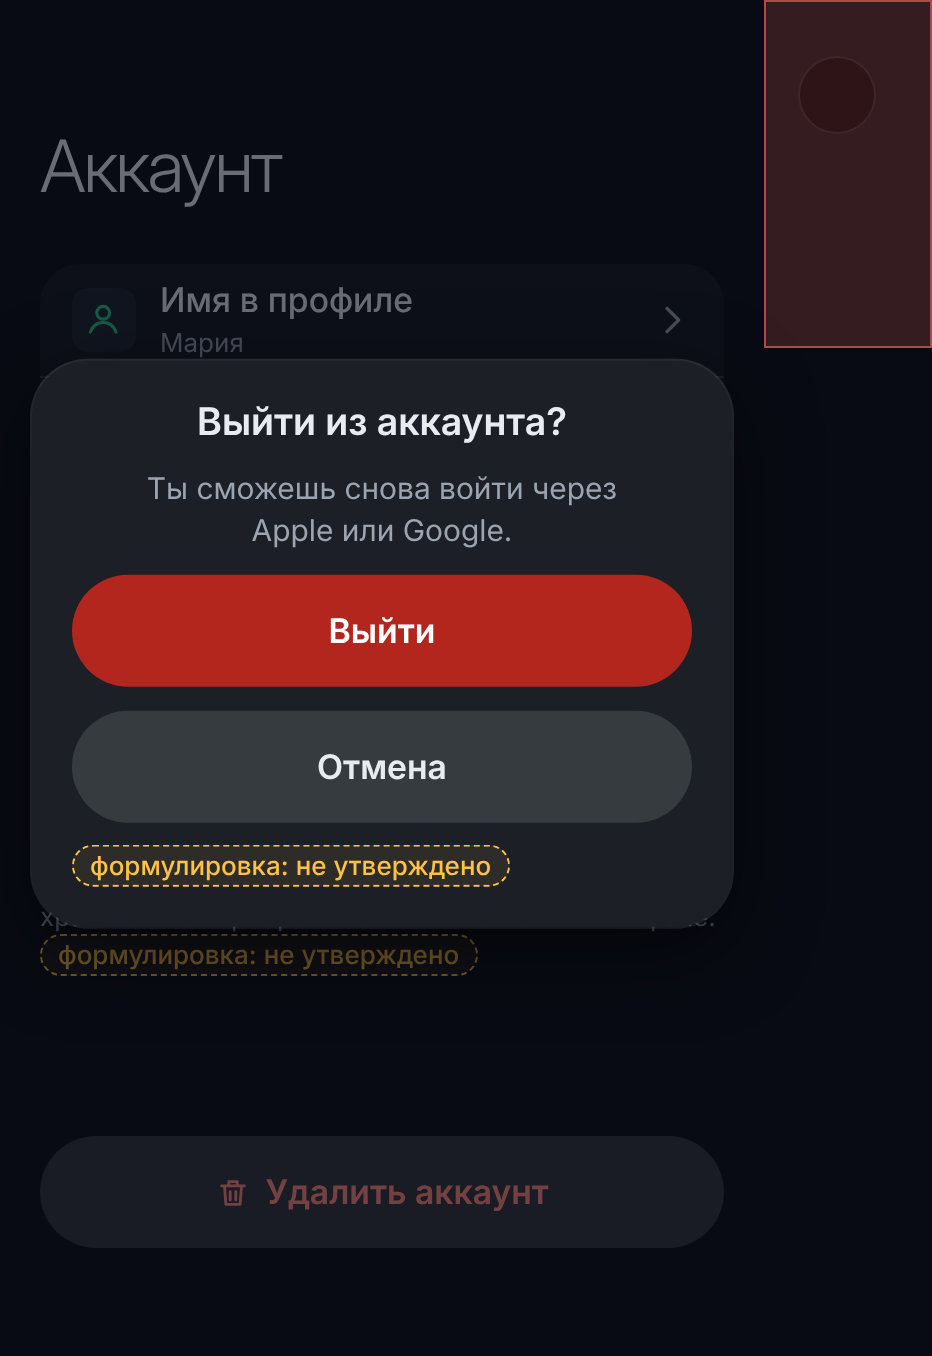 Аккаунт
Имя в профиле
Мария
Выйти из аккаунта?
Ты сможешь снова войти через
Apple или Google.
Выйти
Отмена
формулировка: не утверждено
формулировка: не утверждено
Удалить аккаунт